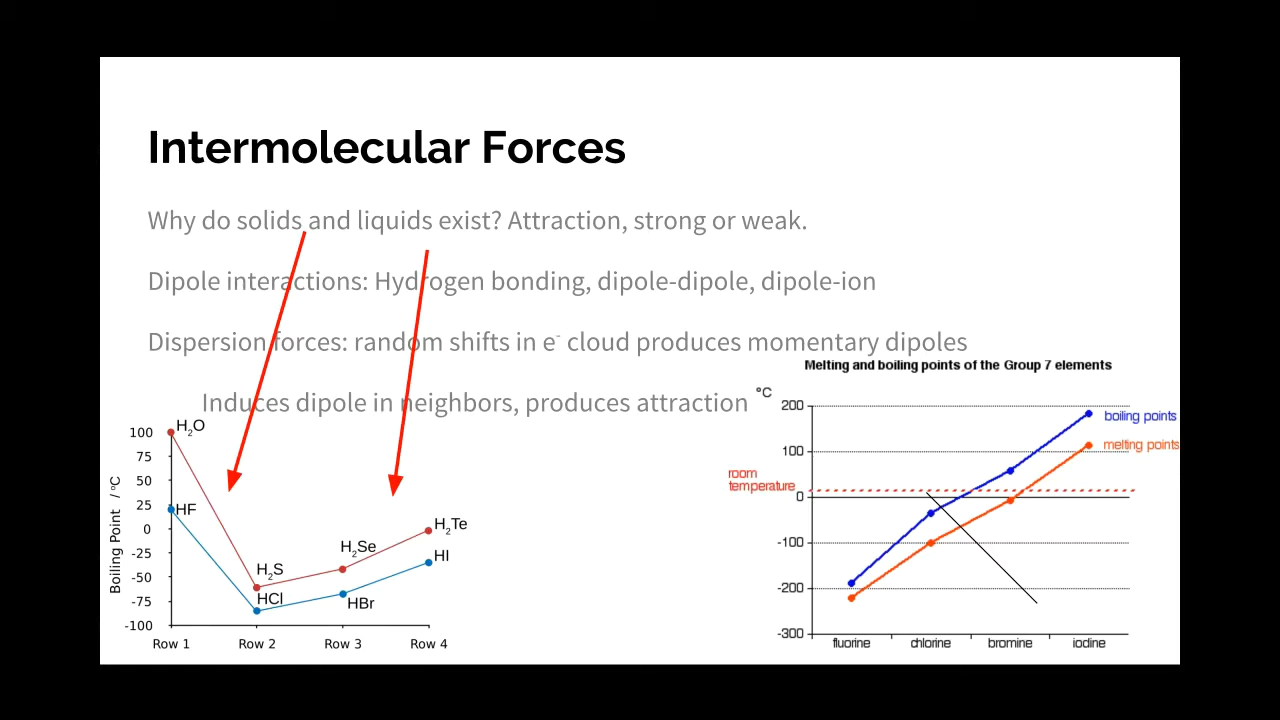 Intermolecular Forces
Why do solids and liquids exist? Attraction, strong or weak.
Dipole interactions: Hydrogen bonding, dipole-dipole, dipole-ion
Dispersion forces: random shifts in e⁻ cloud produces momentary dipoles
Induces dipole in neighbors, produces attraction
100
75
50
25
0
-25
-50
-75
-100
Boiling Point / °C
H₂O
HF
H₂S
HCl
H₂Se
HBr
H₂Te
HI
Row 1 Row 2 Row 3 Row 4
Melting and boiling points of the Group 7 elements
°C
200
100
0
-100
-200
-300
room
temperature
boiling points
melting points
fluorine chlorine bromine iodine